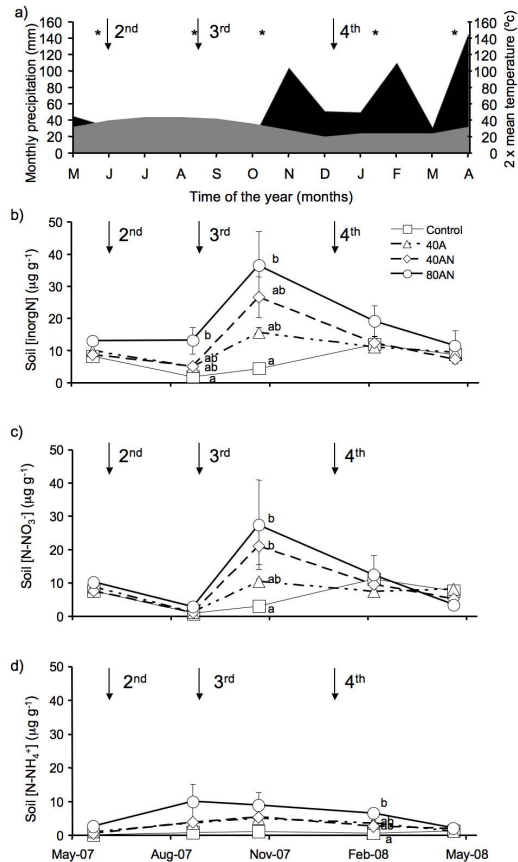 a)
Monthly precipitation (mm)
160
140
120
100
80
60
40
20
0
* * * * *
2nd 3rd 4th
160
140
120
100
80
60
40
20
0
2 x mean temperature (ºC)
M J J A S O N D J F M A
Time of the year (months)
b)
Soil [inorgN] (µg g-1)
50
40
30
20
10
0
2nd 3rd 4th
Control
40A
40AN
80AN
b
ab
ab
a
b
ab
ab
a
c)
Soil [N-NO3-] (µg g-1)
50
40
30
20
10
0
2nd 3rd 4th
b
b
ab
a
d)
Soil [N-NH4+] (µg g-1)
50
40
30
20
10
0
2nd 3rd 4th
b
ab
ab
a
May-07 Aug-07 Nov-07 Feb-08 May-08